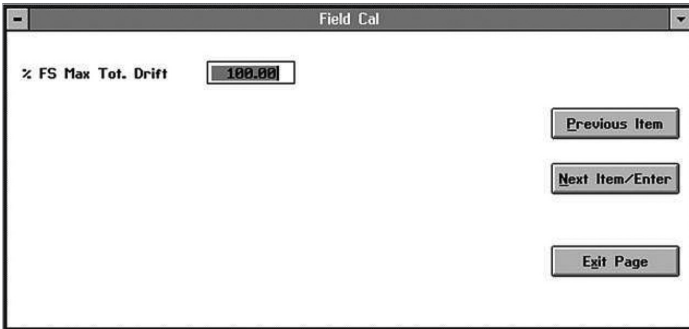 Field Cal
% FS Max Tot. Drift 100.00
Previous Item
Next Item/Enter
Exit Page